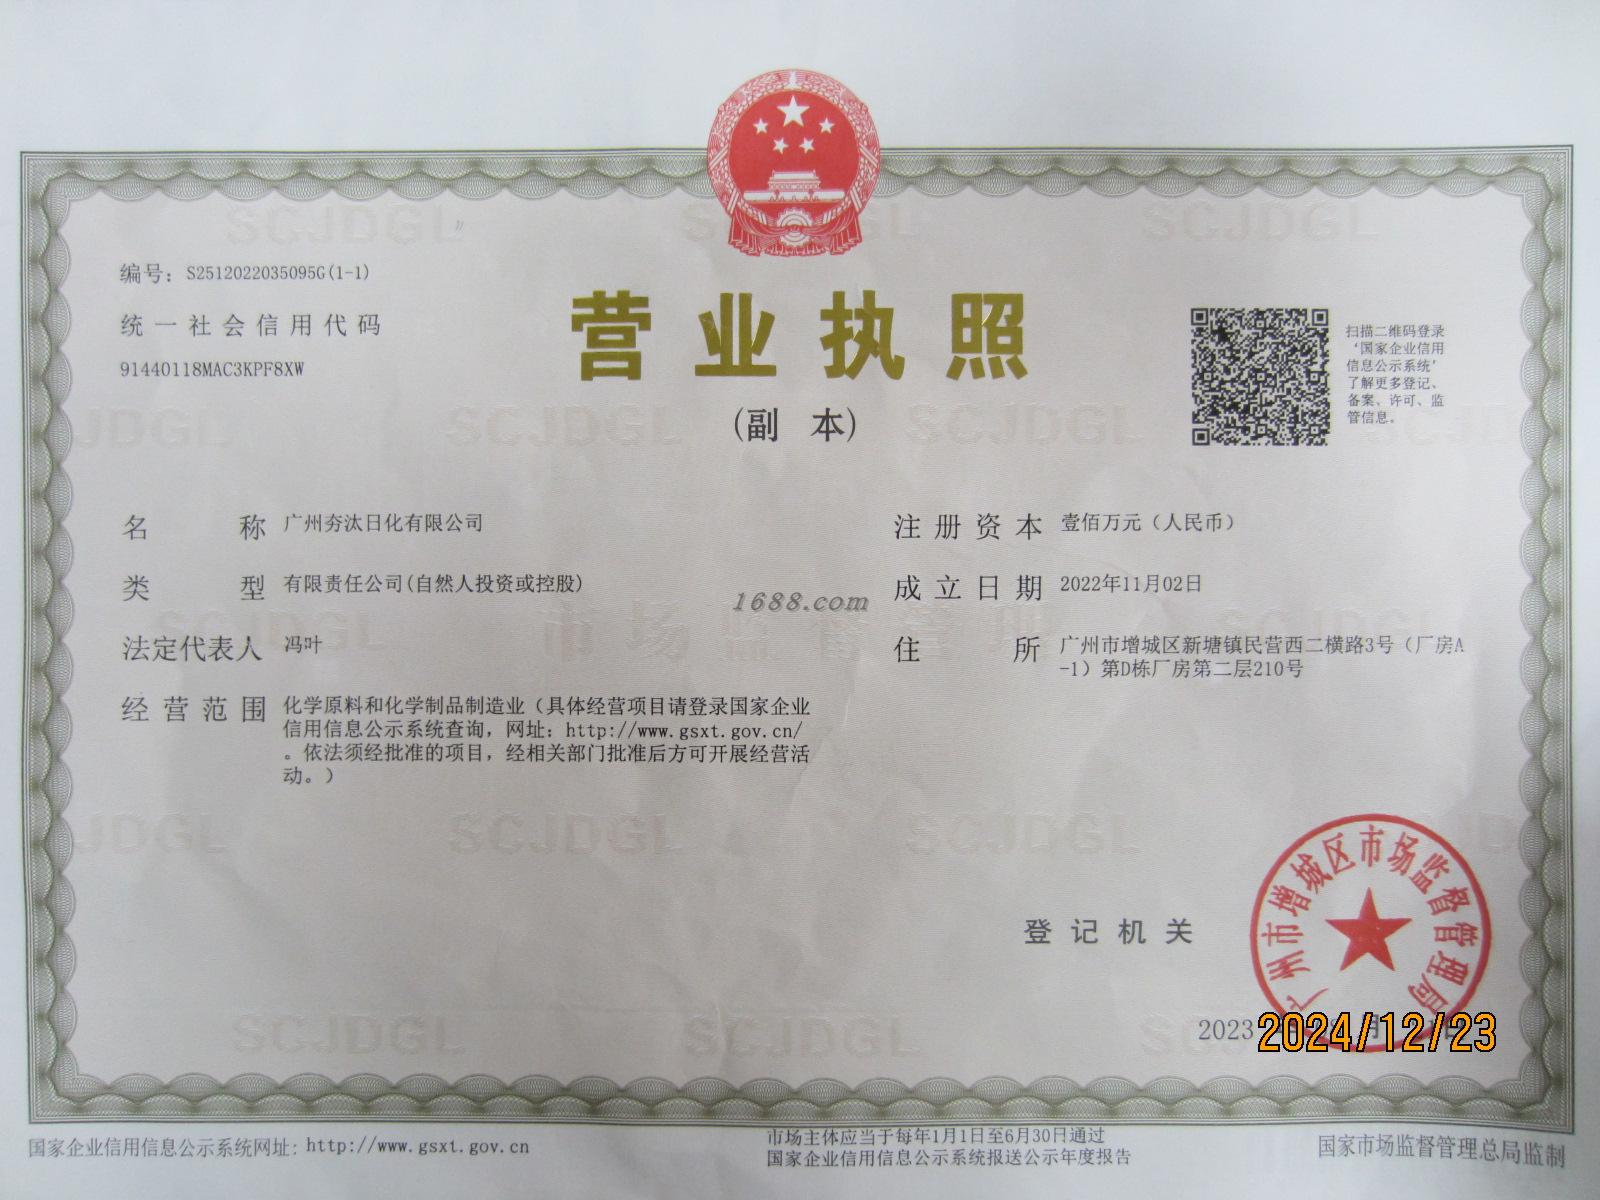 编号：S2512022035095G(1-1)
统一社会信用代码
91440118MAC3KPF8XW
营业执照
（副 本）
扫描二维码登录
‘国家企业信用
信息公示系统’
了解更多登记、
备案、许可、监
管信息。
名 称 广州夯汰日化有限公司
类 型 有限责任公司(自然人投资或控股)
法定代表人 冯叶
经营范围 化学原料和化学制品制造业（具体经营项目请登录国家企业
信用信息公示系统查询，网址：http://www.gsxt.gov.cn/
。依法须经批准的项目，经相关部门批准后方可开展经营活
动。）
注册资本 壹佰万元（人民币）
成立日期 2022年11月02日
住 所 广州市增城区新塘镇民营西二横路3号（厂房A
-1）第D栋厂房第二层210号
1688.com
登记机关
广州市增城区市场监督管理局
2023
2024/12/23
国家企业信用信息公示系统网址：http://www.gsxt.gov.cn
市场主体应当于每年1月1日至6月30日通过
国家企业信用信息公示系统报送公示年度报告
国家市场监督管理总局监制
SCJDGL
市场监督管理